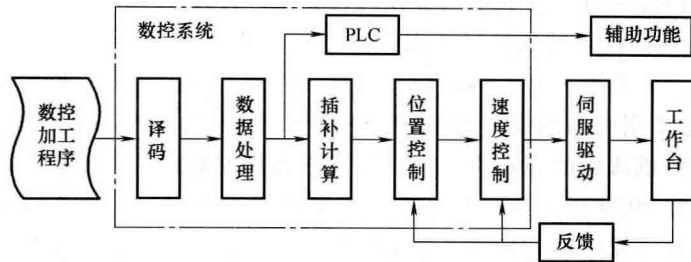 数控系统
PLC
辅助功能
数控
加工
程序
译码
数据处理
插补计算
位置控制
速度控制
伺服驱动
工作台
反馈